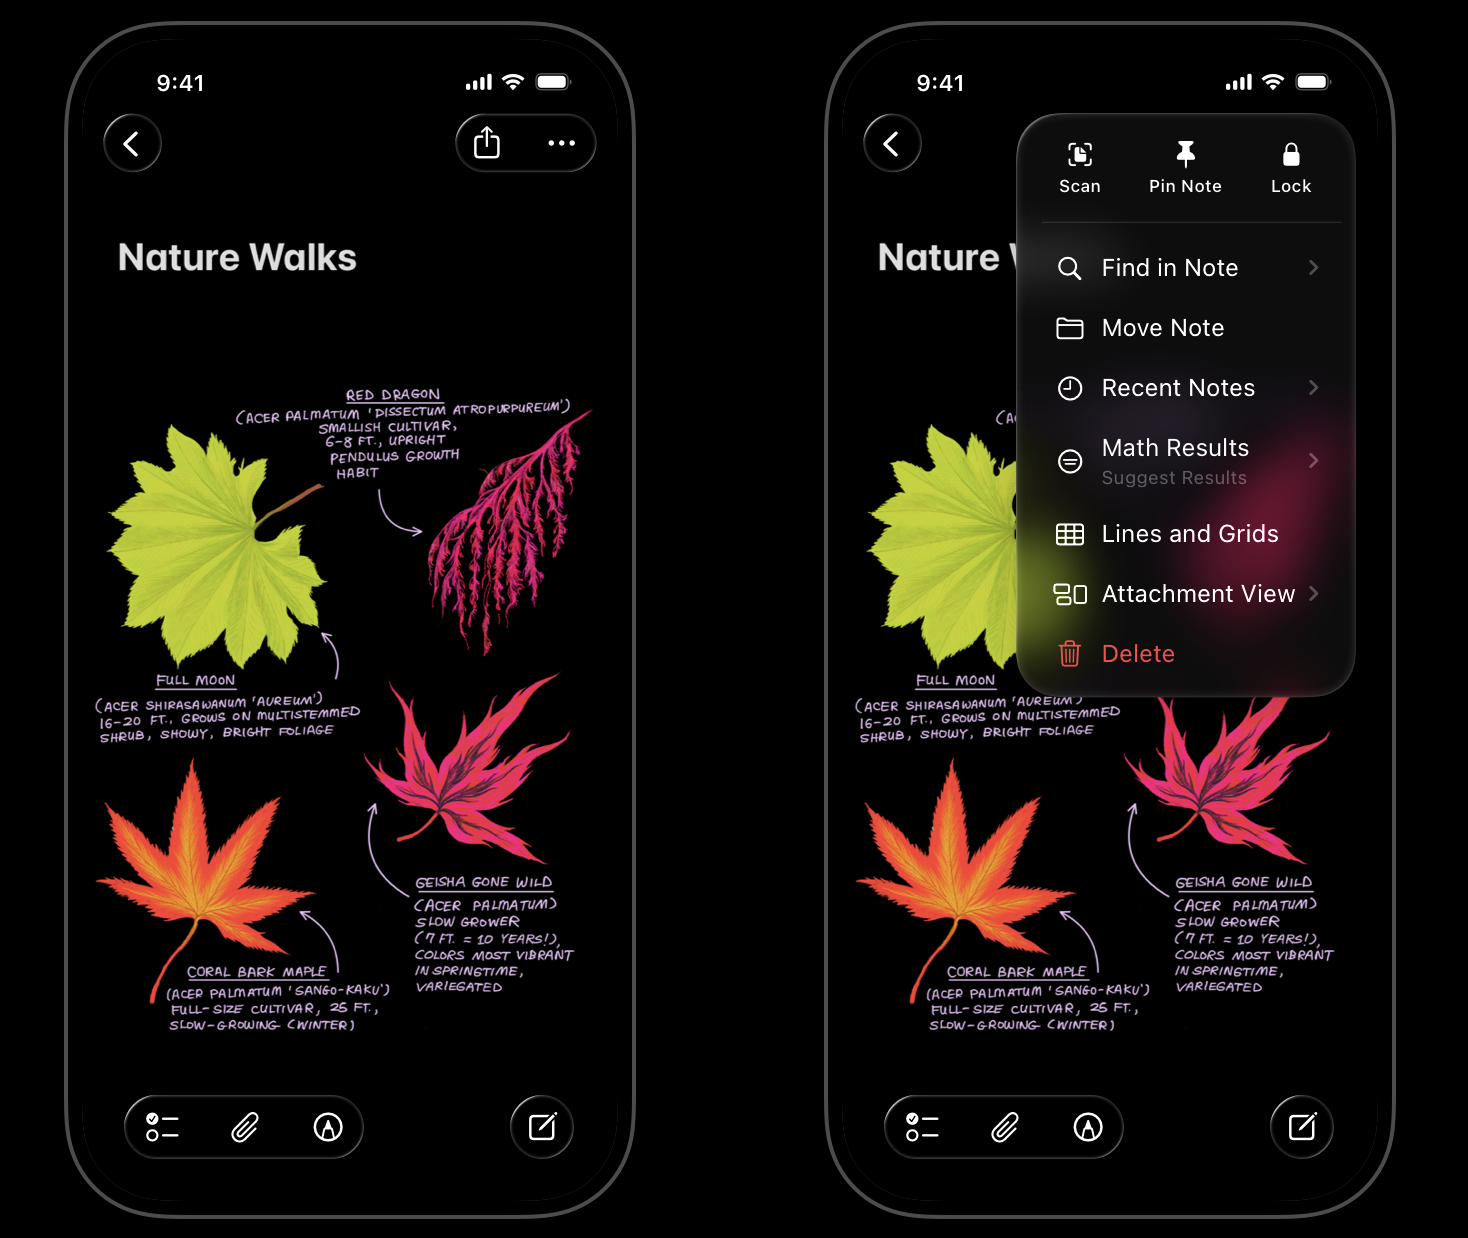 9:41
Nature Walks
RED DRAGON
(ACER PALMATUM 'DISSECTUM ATROPURPUREUM')
SMALLISH CULTIVAR,
6-8 FT., UPRIGHT
PENDULUS GROWTH
HABIT
FULL MOON
(ACER SHIRASAWANUM 'AUREUM')
16-20 FT., GROWS ON MULTISTEMMED
SHRUB, SHOWY, BRIGHT FOLIAGE
GEISHA GONE WILD
(ACER PALMATUM)
SLOW GROWER
(7 FT. = 10 YEARS!),
COLORS MOST VIBRANT
IN SPRINGTIME,
VARIEGATED
CORAL BARK MAPLE
(ACER PALMATUM 'SANGO-KAKU')
FULL-SIZE CULTIVAR, 25 FT.,
SLOW-GROWING (WINTER)
9:41
Scan
Pin Note
Lock
Nature
Find in Note
Move Note
Recent Notes
(A
Math Results
Suggest Results
Lines and Grids
Attachment View
Delete
FULL MOON
(ACER SHIRASAWANUM 'AUREUM')
16-20 FT., GROWS ON MULTISTEMMED
SHRUB, SHOWY, BRIGHT FOLIAGE
GEISHA GONE WILD
(ACER PALMATUM)
SLOW GROWER
(7 FT. = 10 YEARS!),
COLORS MOST VIBRANT
IN SPRINGTIME,
VARIEGATED
CORAL BARK MAPLE
(ACER PALMATUM 'SANGO-KAKU')
FULL-SIZE CULTIVAR, 25 FT.,
SLOW-GROWING (WINTER)